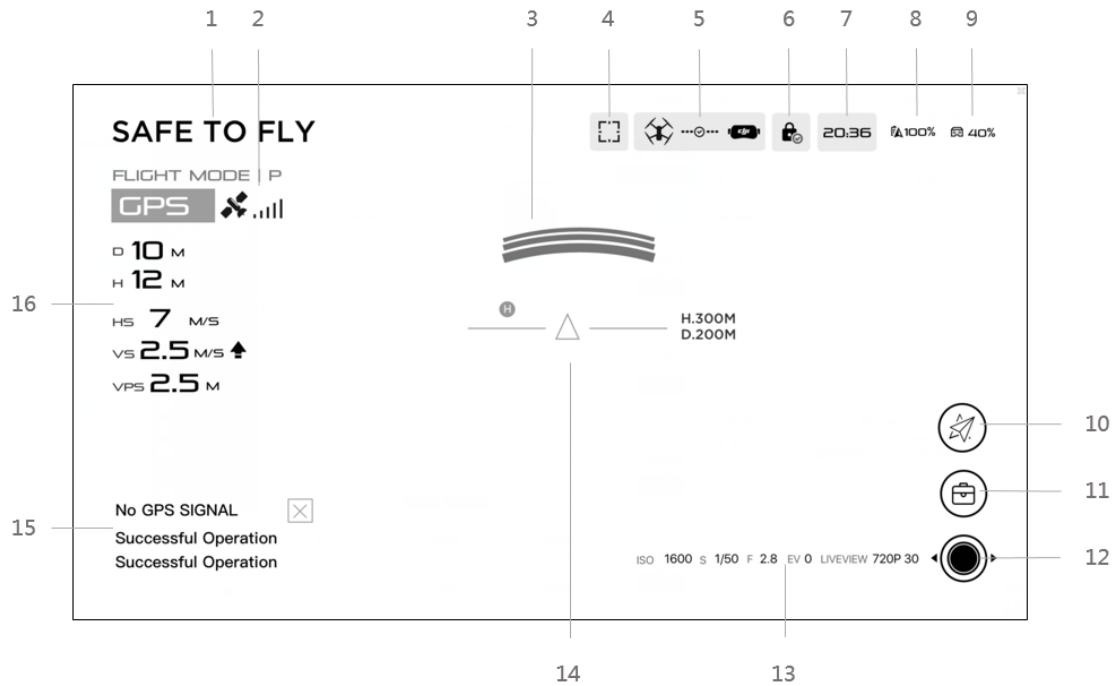 1 2 3 4 5 6 7 8 9
SAFE TO FLY
20:36 100% 40%
FLIGHT MODE | P
GPS
D 10 M
H 12 M
HS 7 M/S
VS 2.5 M/S
VPS 2.5 M
H
H.300M
D.200M
16
10
11
No GPS SIGNAL
Successful Operation
Successful Operation
15
ISO 1600 S 1/50 F 2.8 EV 0 LIVEVIEW 720P 30
12
14 13